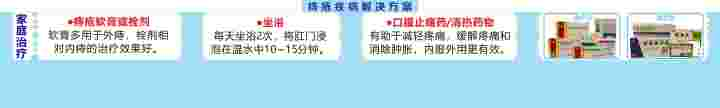 痔疮疾病解决方案
家庭治疗
•痔疮软膏或栓剂
软膏多用于外痔，栓剂相
对内痔的治疗效果好。
•坐浴
每天坐浴2次，将肛门浸
泡在温水中10-15分钟。
•口服止痛药/消热药物
有助于减轻疼痛，缓解疼痛和
消除肿胀，内服外用更有效。